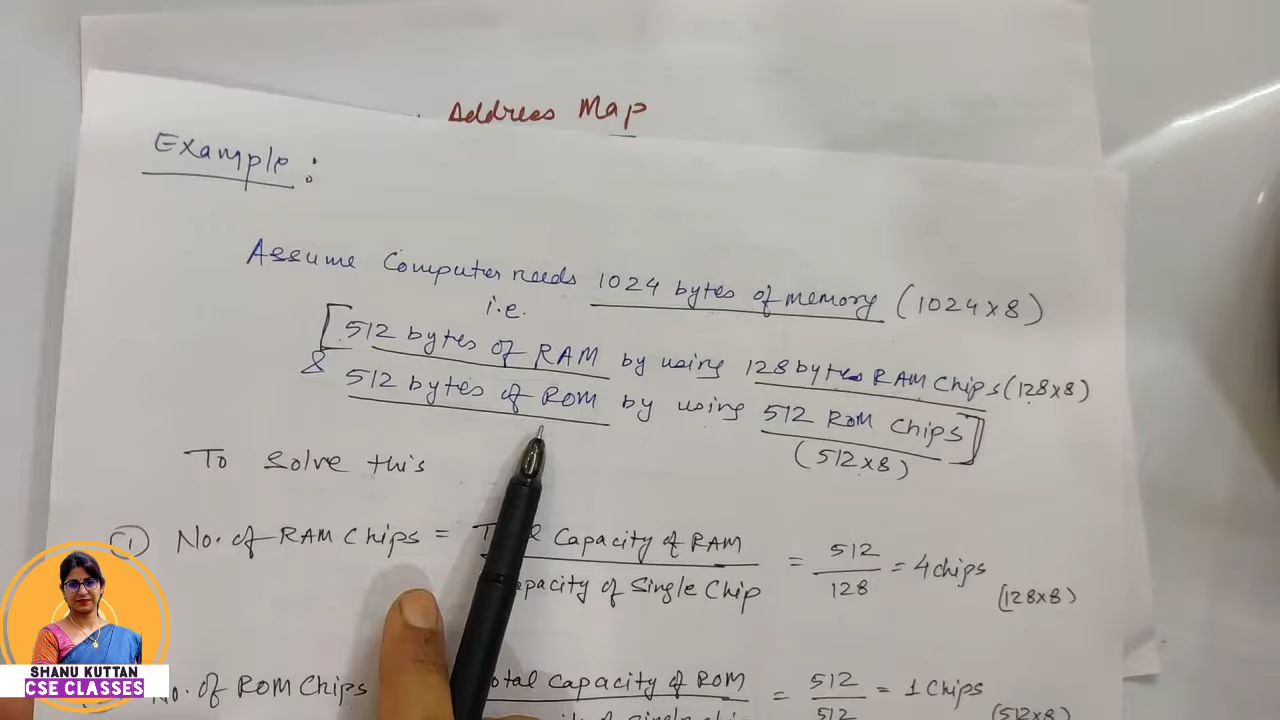 Address Map
Example :
Assume Computer needs 1024 bytes of memory (1024x8)
i.e.
[512 bytes of RAM by using 128 bytes RAM Chips (128x8)
& 512 bytes of ROM by using 512 ROM Chips]
(512x8)
To solve this
(1) No. of RAM Chips = Capacity of RAM / Capacity of Single Chip = 512 / 128 = 4 chips (128x8)
No. of ROM Chips Total Capacity of ROM = 512 / 512 = 1 Chips
(512x8)
SHANU KUTTAN
CSE CLASSES